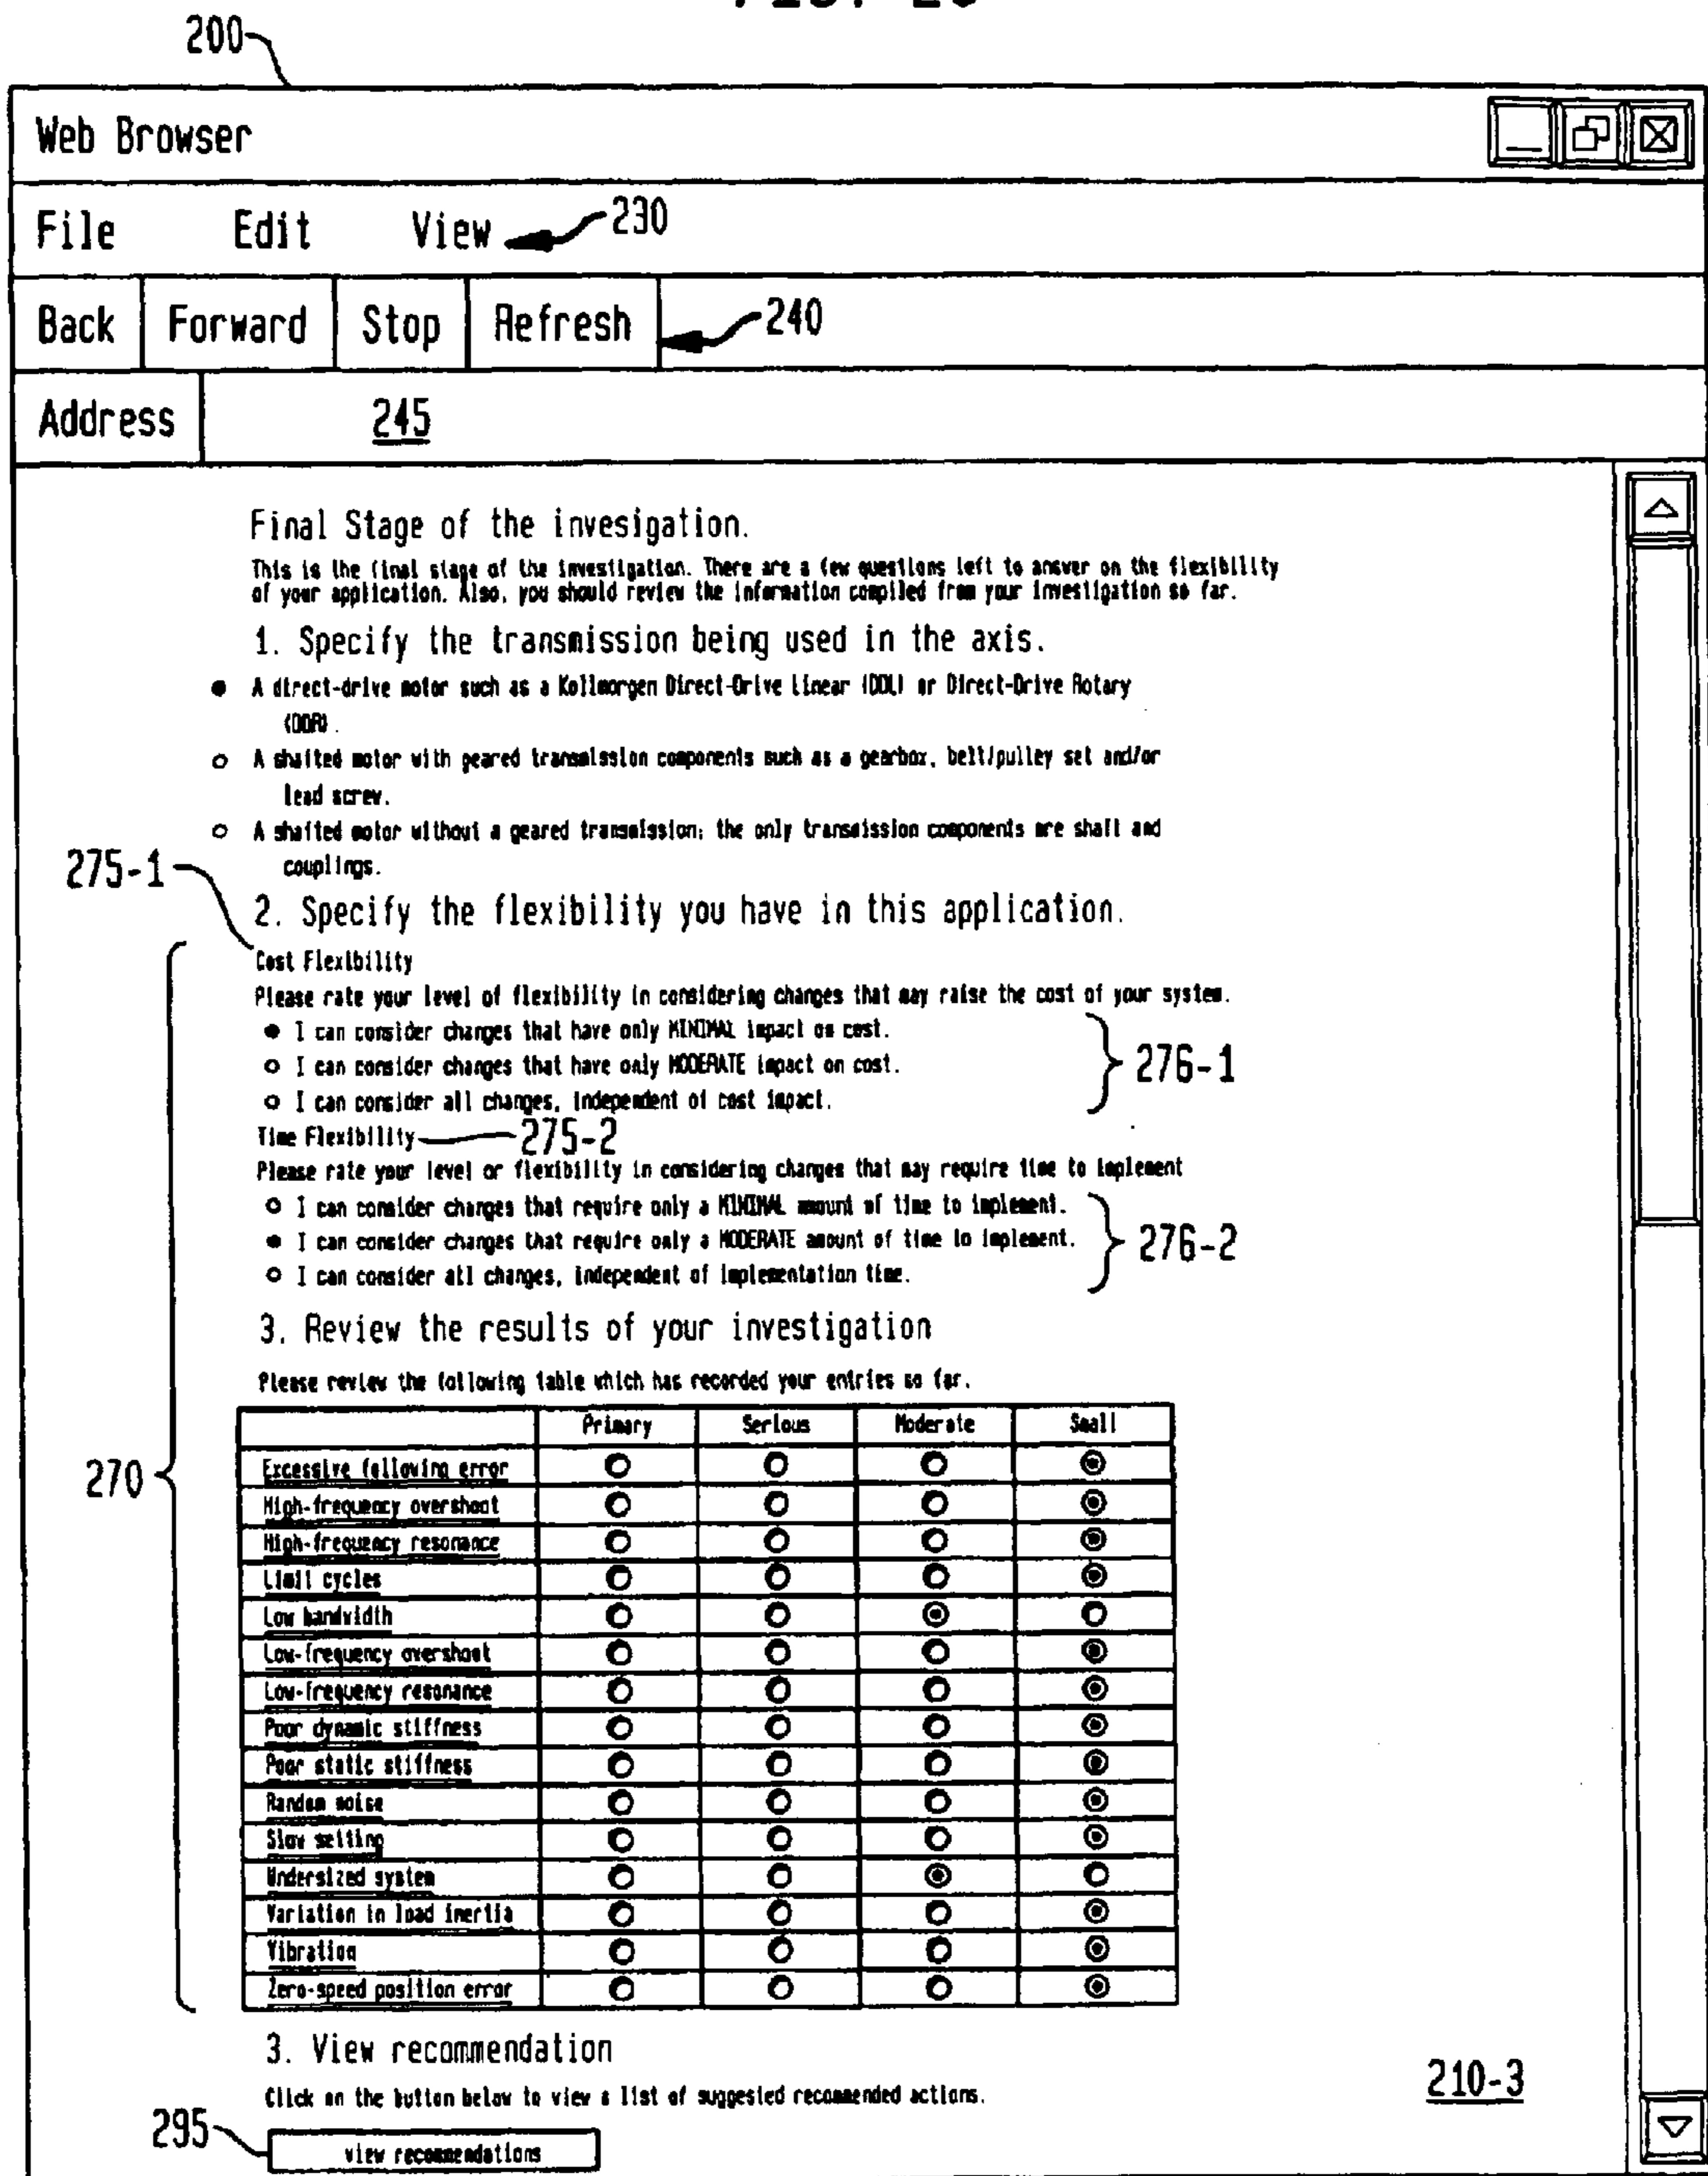 200
Web Browser
File Edit View 230
Back Forward Stop Refresh 240
Address 245
Final Stage of the invesigation.
This is the final stage of the investigation. There are a few questions left to answer on the flexibility
of your application. Also, you should review the information compiled from your investigation so far.
1. Specify the transmission being used in the axis.
A direct-drive motor such as a Kollmorgen Direct-Drive Linear (DDL) or Direct-Drive Rotary
(DDR).
A shafted motor with geared transmission components such as a gearbox, belt/pulley set and/or
lead screw.
A shafted motor without a geared transmission; the only transmission components are shaft and
couplings.
275-1
2. Specify the flexibility you have in this application.
Cost Flexibility
Please rate your level of flexibility in considering changes that may raise the cost of your system.
I can consider changes that have only MINIMAL impact on cost.
I can consider changes that have only MODERATE impact on cost.
276-1
I can consider all changes, independent of cost impact.
Time Flexibility 275-2
Please rate your level or flexibility in considering changes that may require time to implement
I can consider changes that require only a MINIMAL amount of time to implement.
I can consider changes that require only a MODERATE amount of time to implement.
276-2
I can consider all changes, independent of implementation time.
3. Review the results of your investigation
Please review the following table which has recorded your entries so far.
Primary Serious Moderate Small
270
Excessive following error
High-frequency overshoot
High-frequency resonance
Limit cycles
Low bandwidth
Low-frequency overshoot
Low-frequency resonance
Poor dynamic stiffness
Poor static stiffness
Random noise
Slow setting
Undersized system
Variation in load inertia
Vibration
Zero-speed position error
3. View recommendation
210-3
Click on the button below to view a list of suggested recommended actions.
295
view recommendations